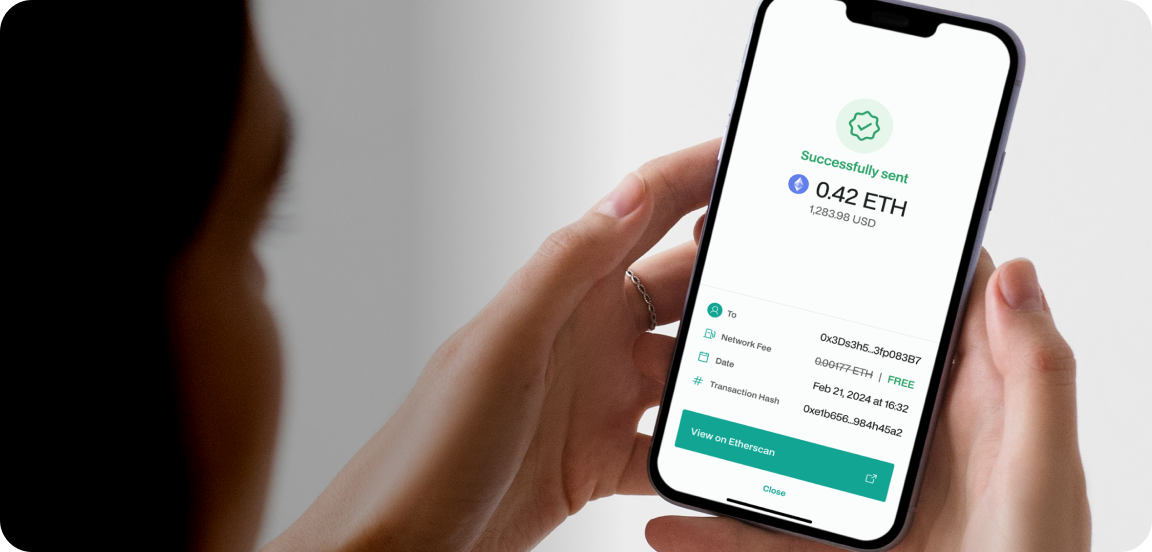 Successfully sent
0.42 ETH
1,283.98 USD
To 0x3Ds3h5...3fp083B7
Network Fee 0.00177 ETH | FREE
Date Feb 21, 2024 at 16:32
Transaction Hash 0xe1b656...984h45a2
View on Etherscan
Close